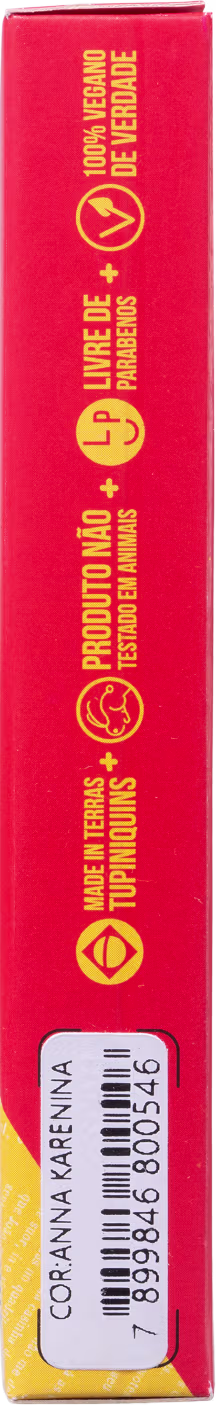 MADE IN TERRAS
TUPINIQUINS
+
PRODUTO NÃO
TESTADO EM ANIMAIS
+
LP
LIVRE DE
PARABENOS
+
100% VEGANO
DE VERDADE
COR:ANNA KARENINA
7 899846 800546